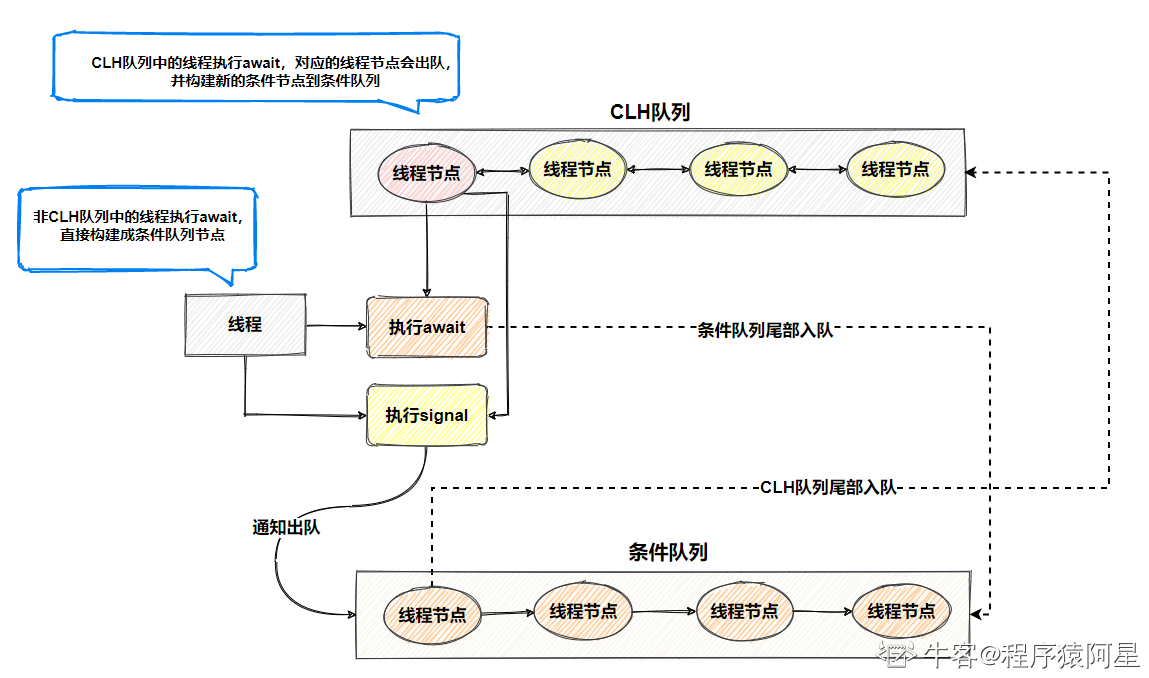 CLH队列中的线程执行await，对应的线程节点会出队，
并构建新的条件节点到条件队列
CLH队列
线程节点
线程节点
线程节点
线程节点
非CLH队列中的线程执行await，
直接构建成条件队列节点
线程
执行await
条件队列尾部入队
执行signal
CLH队列尾部入队
通知出队
条件队列
线程节点
线程节点
线程节点
线程节点
牛客@程序猿阿星